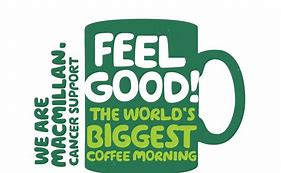 WE ARE
MACMILLAN.
CANCER SUPPORT
FEEL
GOOD!
THE WORLD'S
BIGGEST
COFFEE MORNING